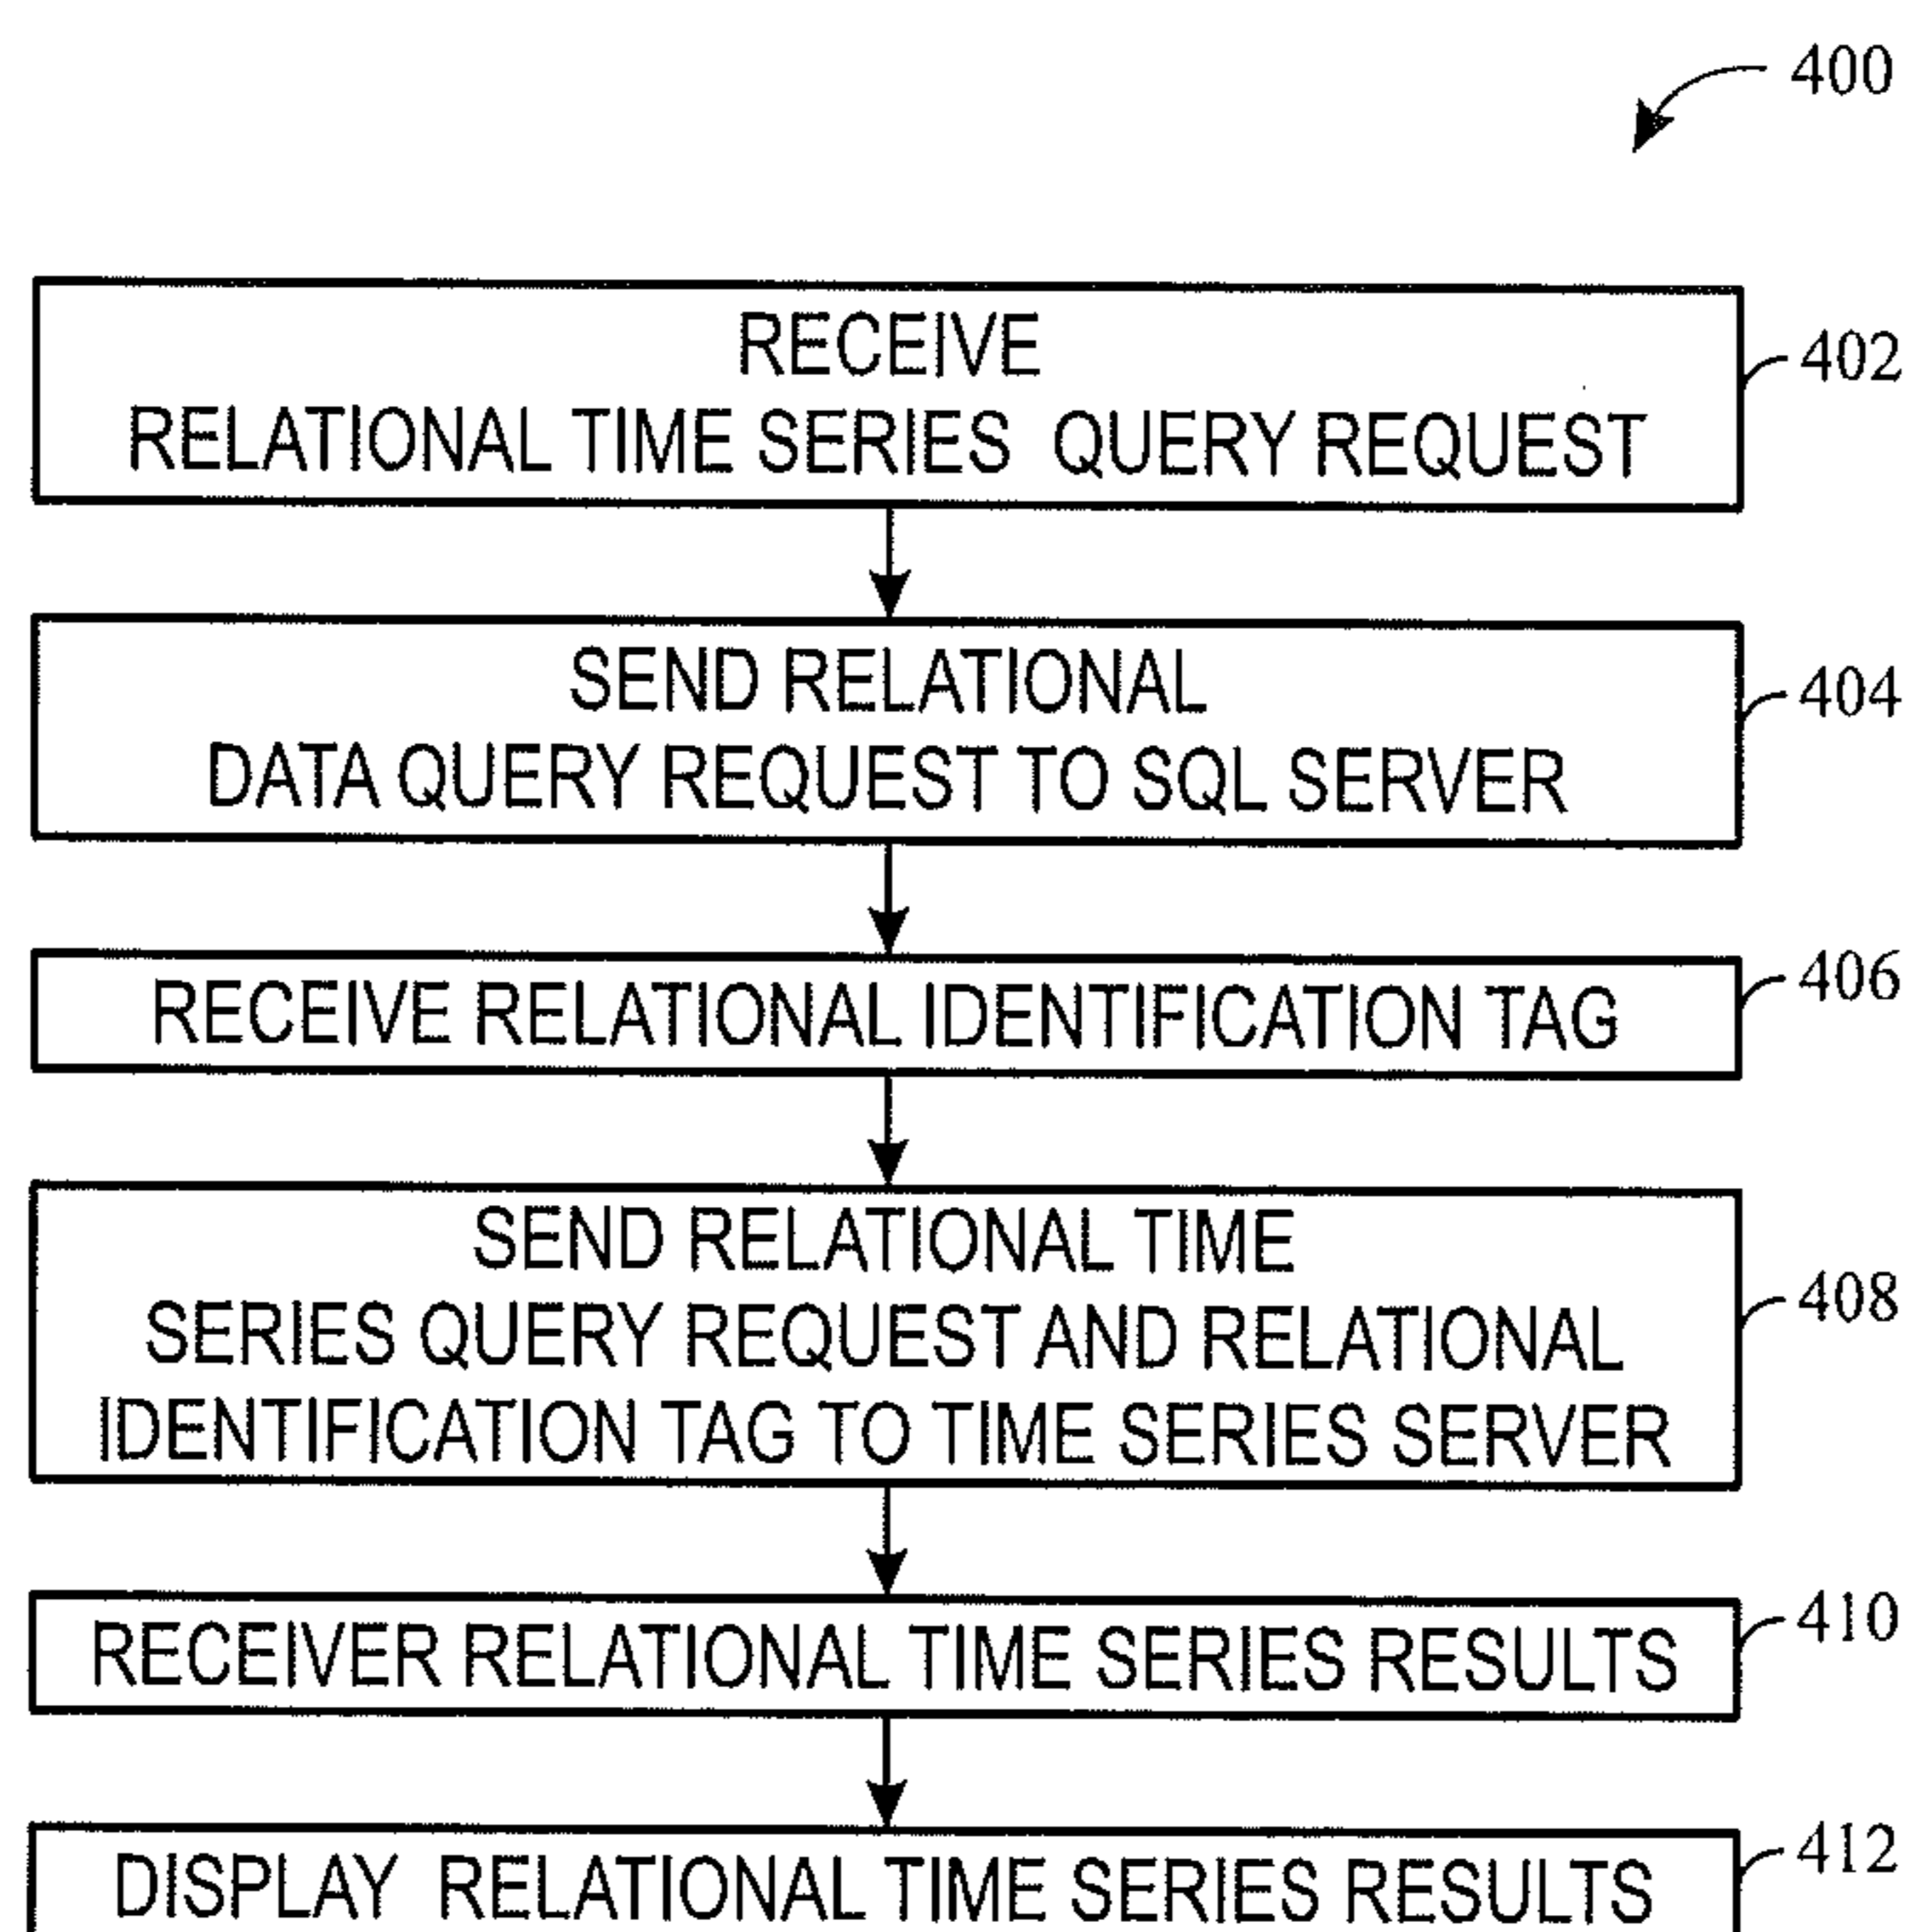 400
RECEIVE
RELATIONAL TIME SERIES QUERY REQUEST
402
SEND RELATIONAL
DATA QUERY REQUEST TO SQL SERVER
404
RECEIVE RELATIONAL IDENTIFICATION TAG
406
SEND RELATIONAL TIME
SERIES QUERY REQUEST AND RELATIONAL
IDENTIFICATION TAG TO TIME SERIES SERVER
408
RECEIVER RELATIONAL TIME SERIES RESULTS
410
DISPLAY RELATIONAL TIME SERIES RESULTS
412